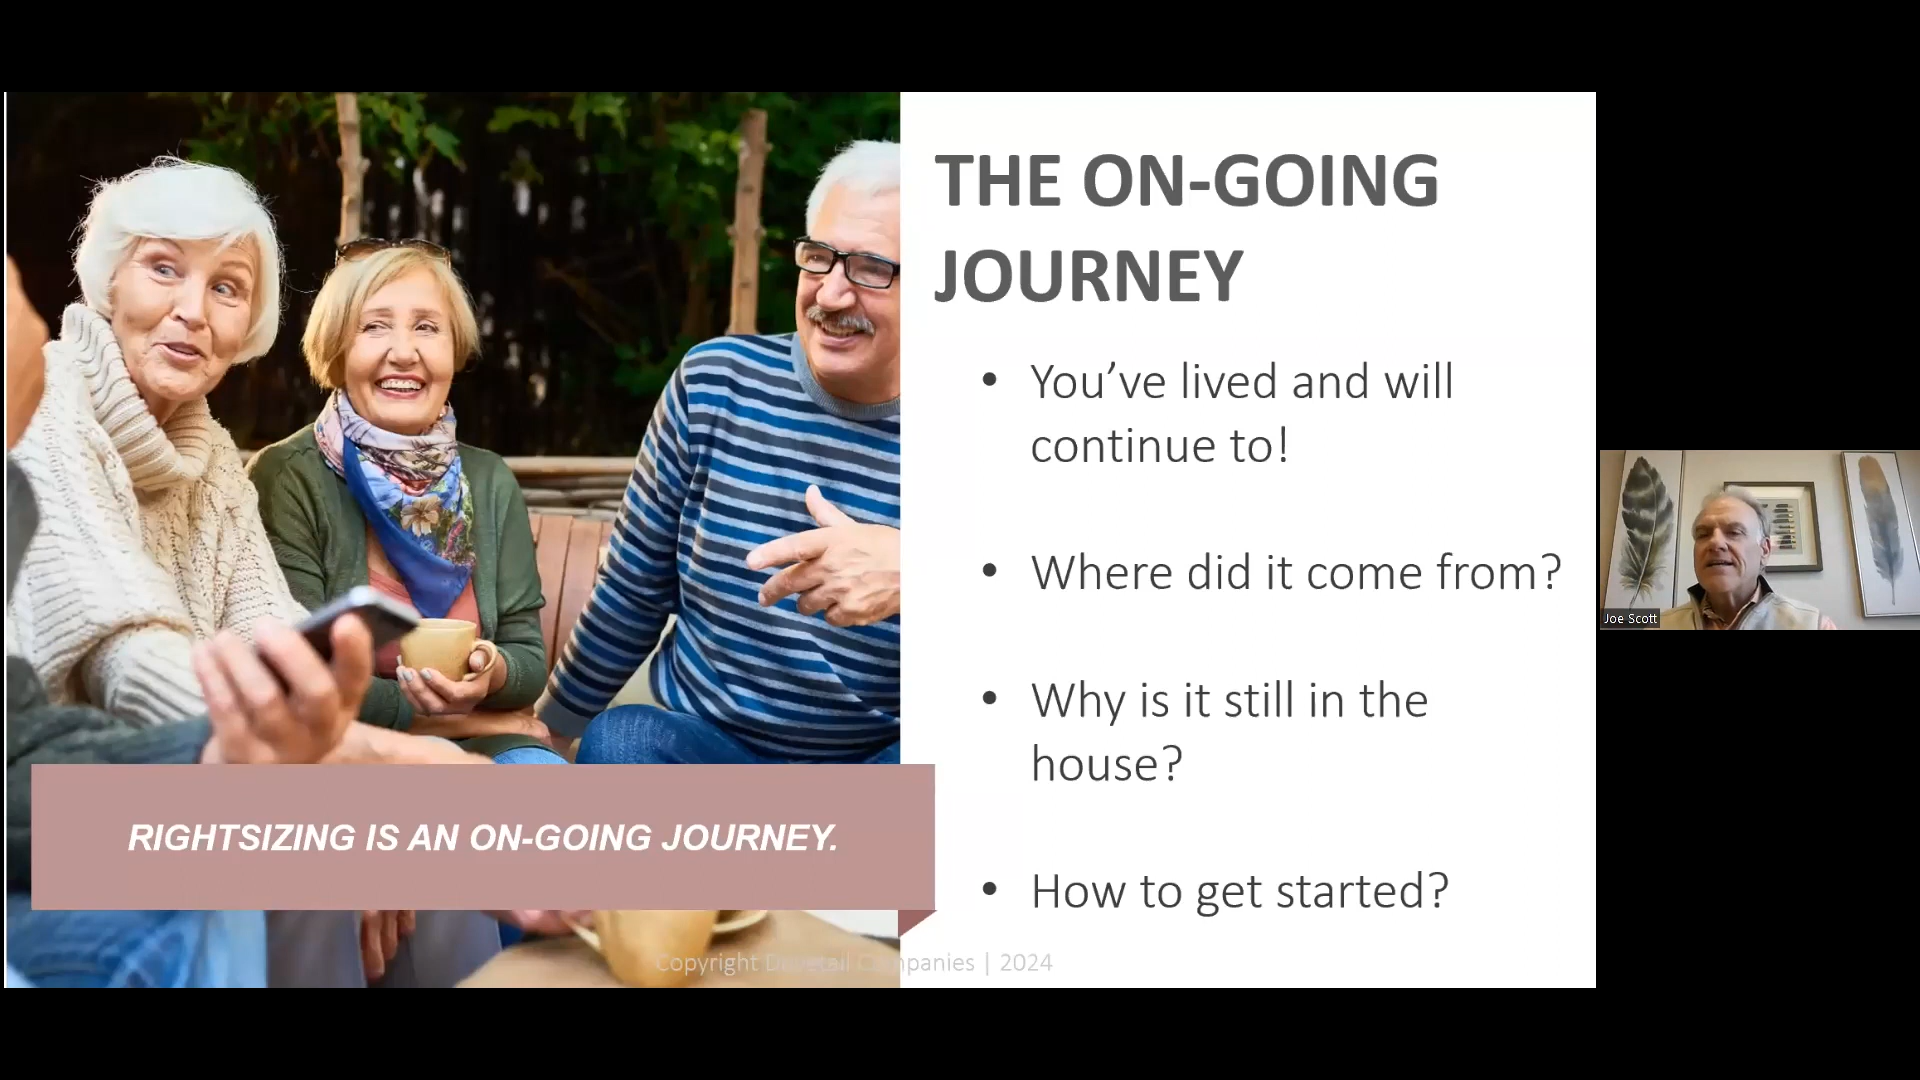 THE ON-GOING
JOURNEY
• You’ve lived and will
continue to!
• Where did it come from?
• Why is it still in the
house?
• How to get started?
RIGHTSIZING IS AN ON-GOING JOURNEY.
Copyright Dovetail Companies | 2024
Joe Scott